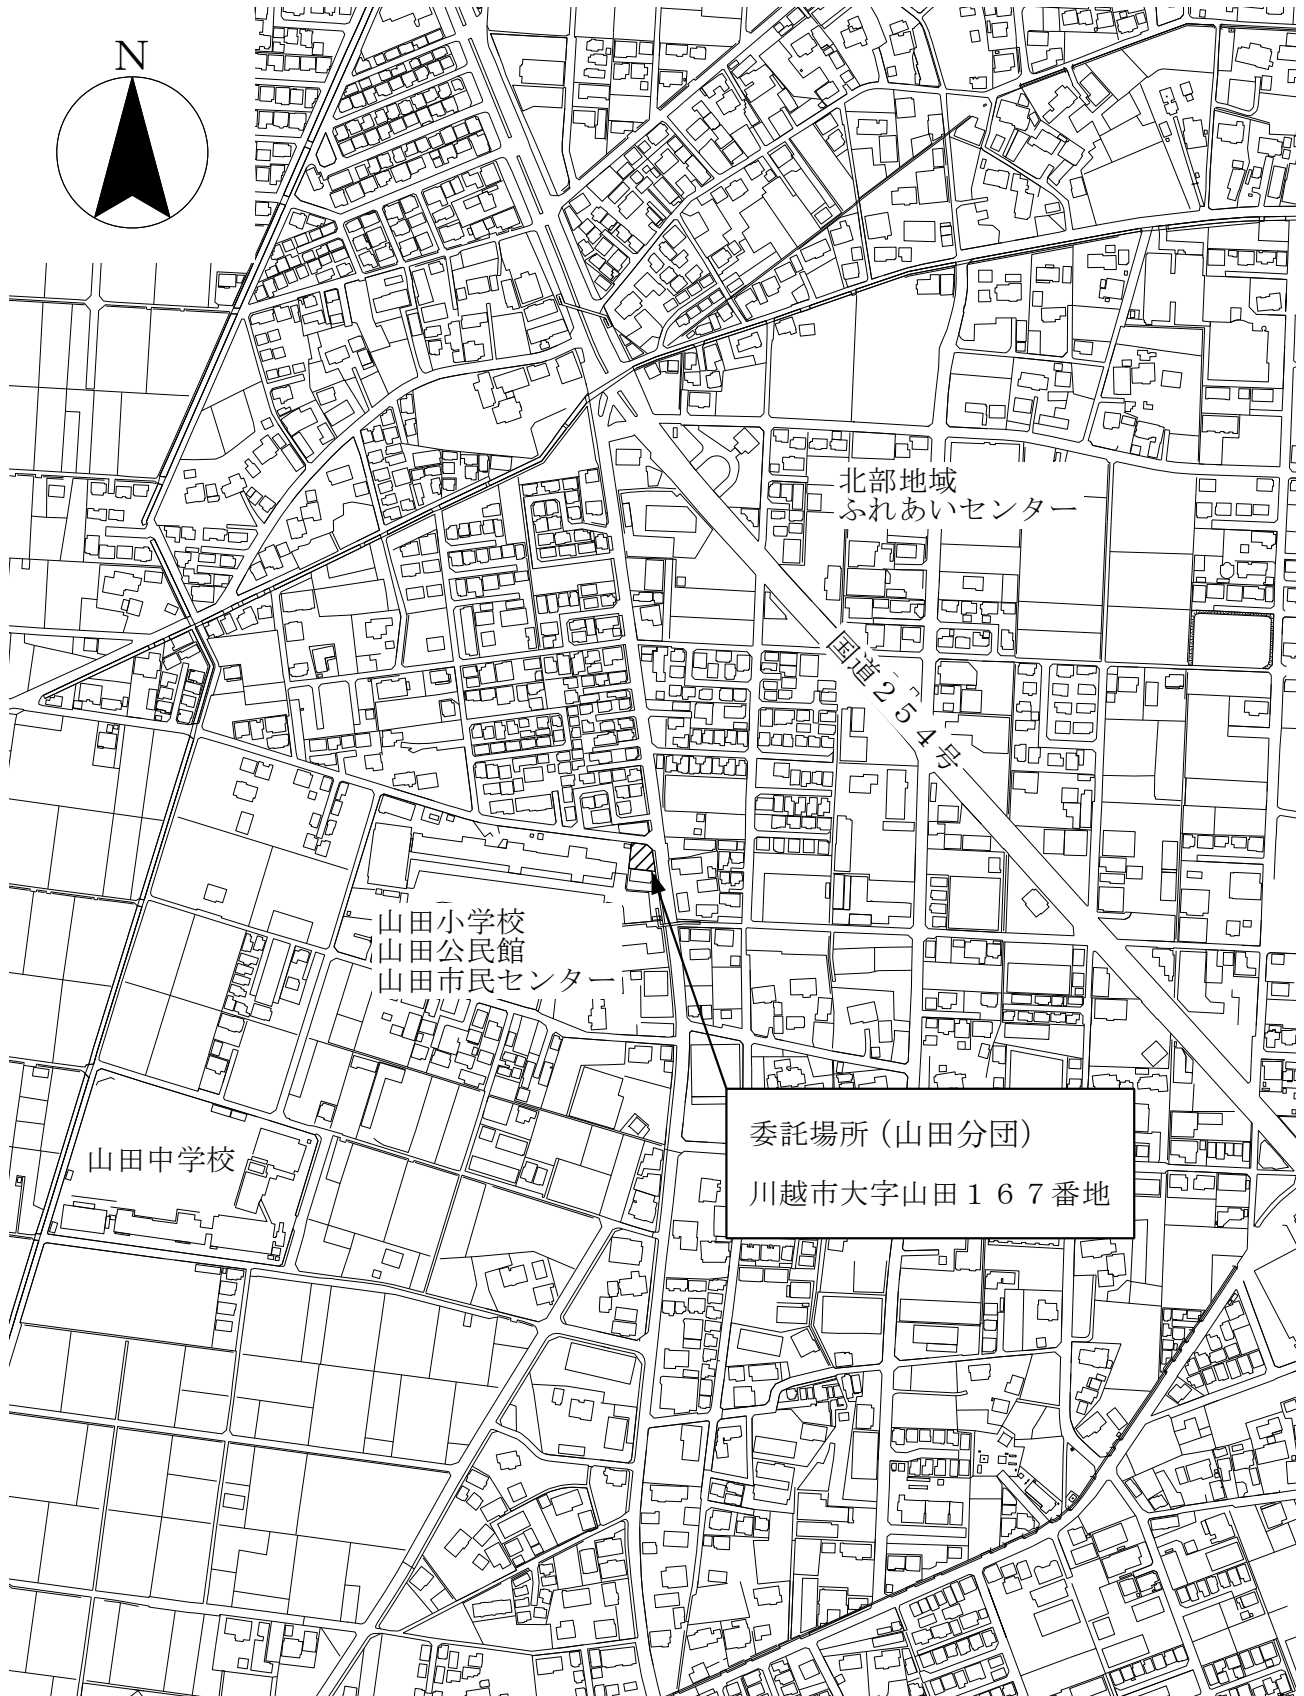 N
北部地域
ふれあいセンター
国道254号
山田小学校
山田公民館
山田市民センター
山田中学校
委託場所(山田分団)
川越市大字山田167番地